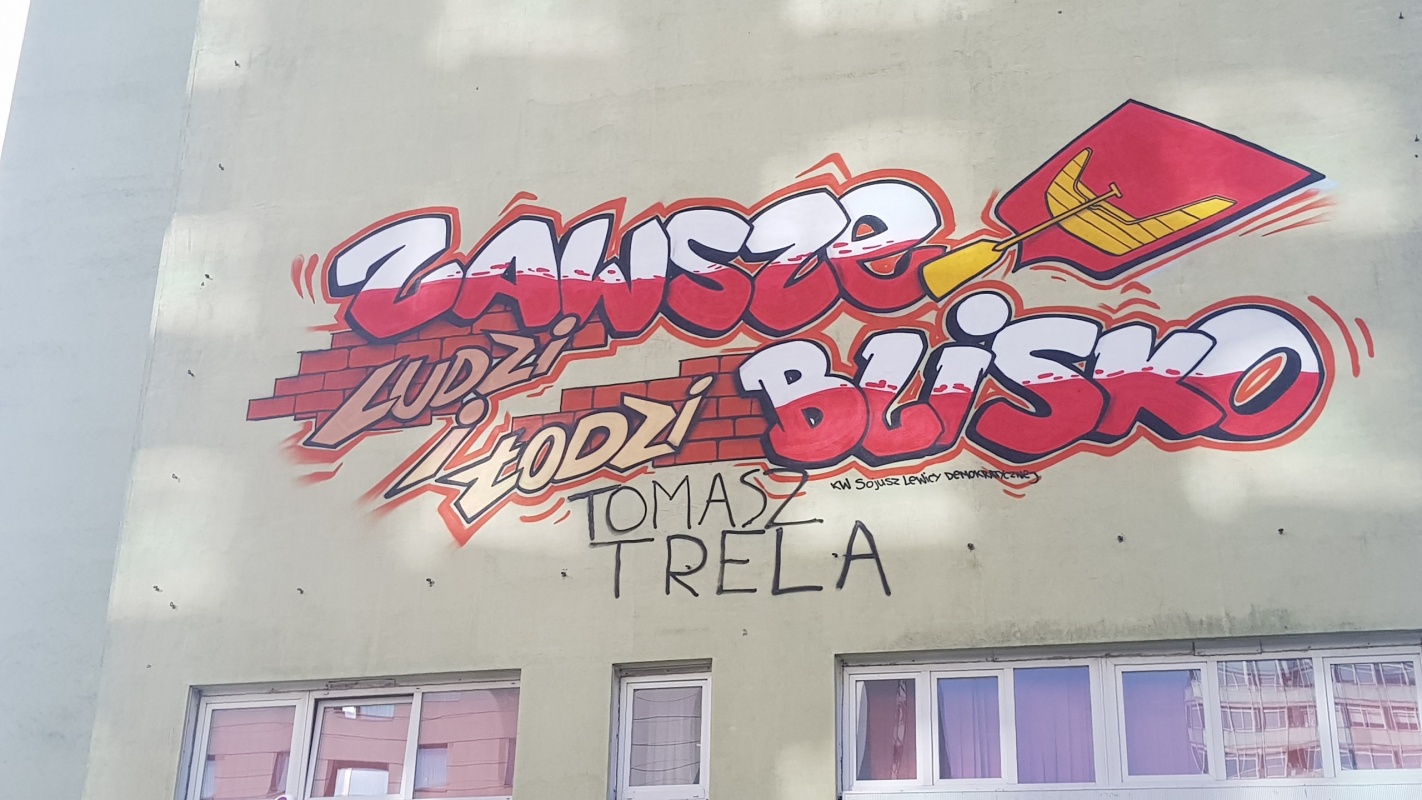 ZAWSze
LUDZi
BLiSKO
i ŁODZi
KW SOJUSZ LEWICY DEMOKRATYCZNEJ
TOMASZ
TRELA